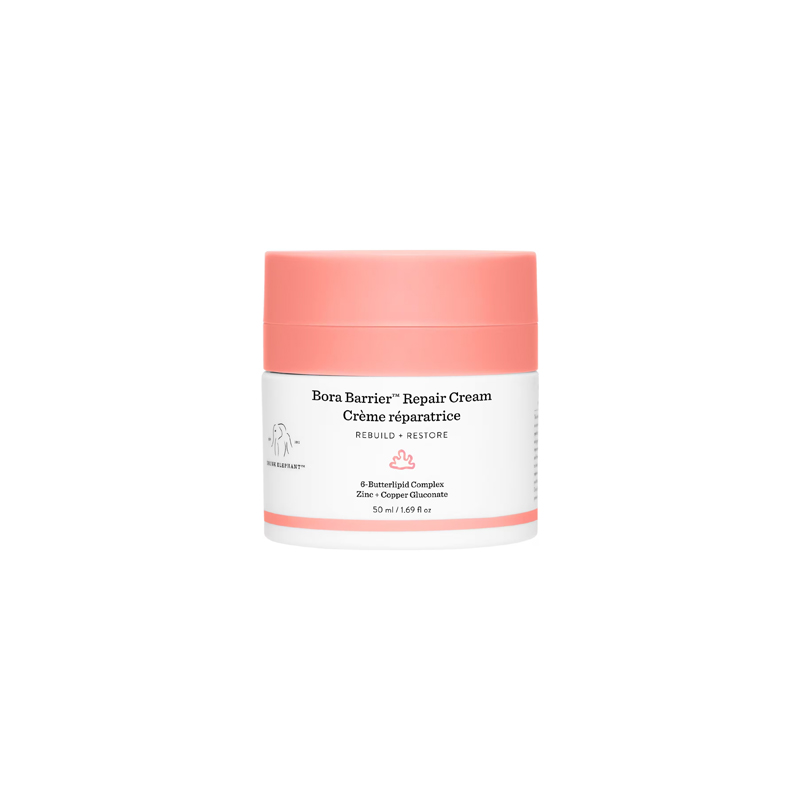 Bora Barrier™ Repair Cream
Crème réparatrice
REBUILD + RESTORE
ELEPHANT™
6-Butterlipid Complex
Zinc + Copper Gluconate
50 ml / 1.69 fl oz